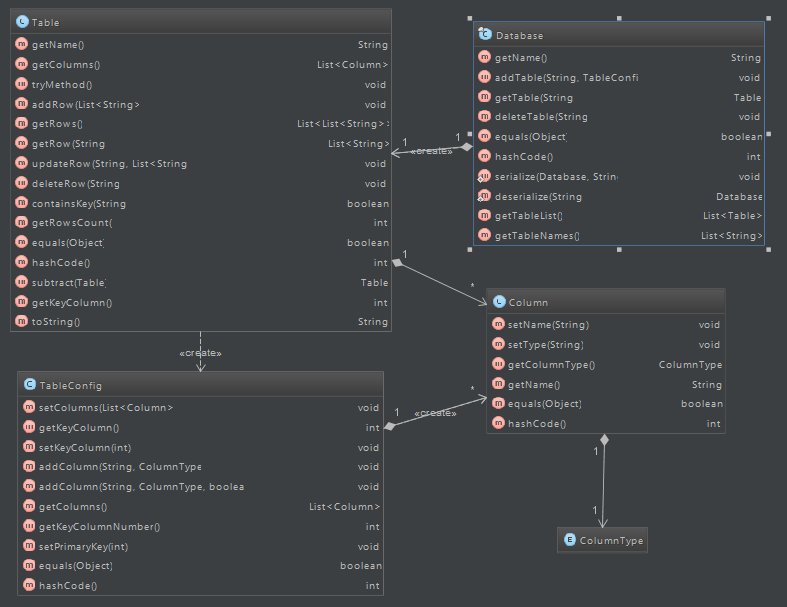 Table
getName() String
getColumns() List<Column>
tryMethod() void
addRow(List<String> void
getRows() List<List<String>>
getRow(String List<String>
updateRow(String, List<String void
deleteRow(String void
containsKey(String boolean
getRowsCount( int
equals(Object) boolean
hashCode() int
subtract(Table) Table
getKeyColumn() int
toString() String
Database
getName() String
addTable(String, TableConfi void
getTable(String Table
deleteTable(String void
equals(Object) boolean
hashCode() int
serialize(Database, Strin void
deserialize(String Database
getTableList() List<Table>
getTableNames() List<String>
1
«create»
1
1
*
«create»
Column
setName(String) void
setType(String) void
getColumnType() ColumnType
getName() String
equals(Object) boolean
hashCode() int
TableConfig
setColumns(List<Column> void
getKeyColumn() int
setKeyColumn(int) void
addColumn(String, ColumnType void
addColumn(String, ColumnType, boolea void
getColumns() List<Column>
getKeyColumnNumber() int
setPrimaryKey(int) void
equals(Object) boolean
hashCode() int
1
«create»
*
1
1
ColumnType